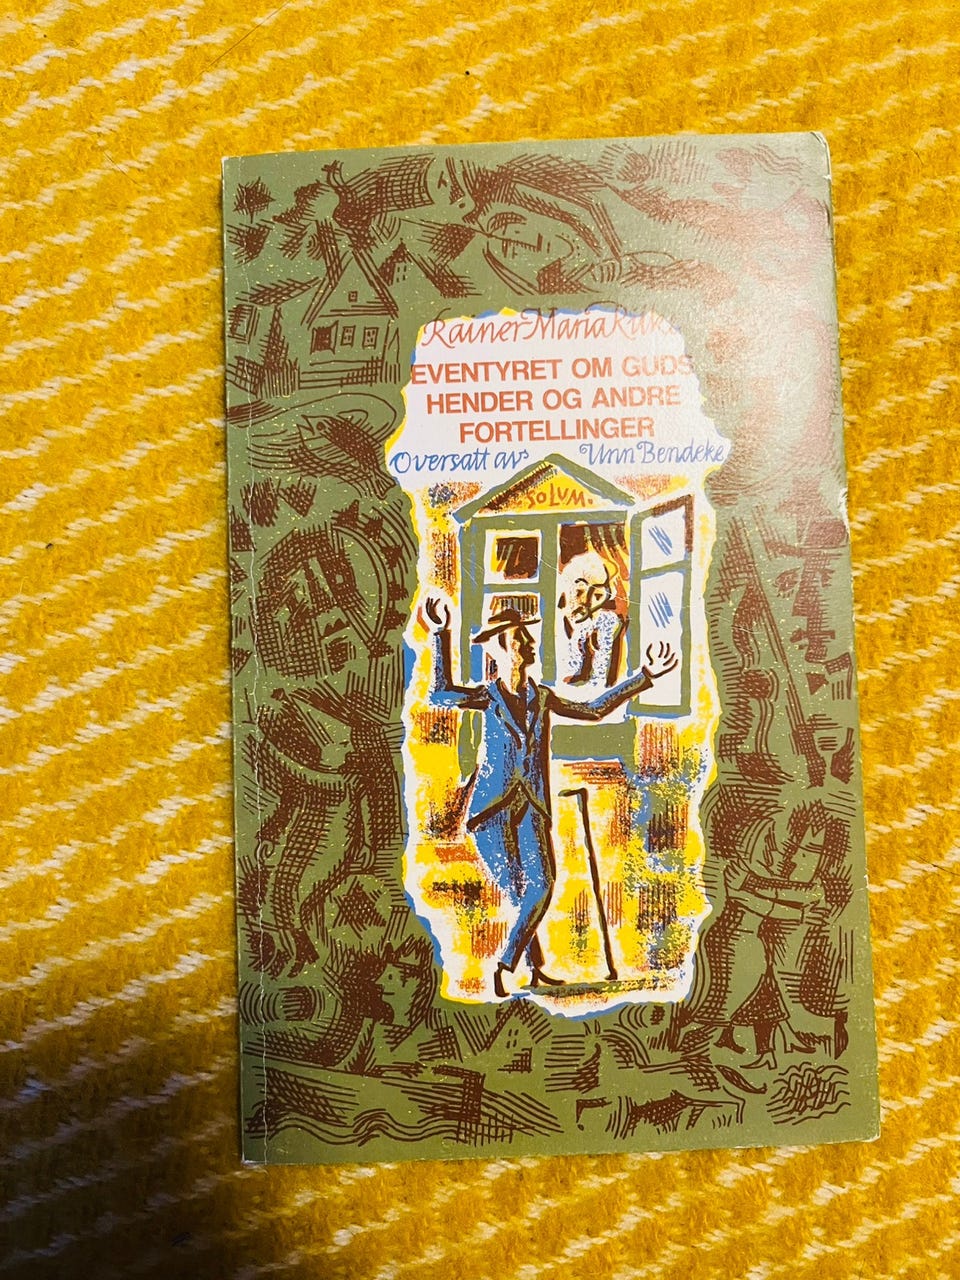 Rainer Maria Rilke
EVENTYRET OM GUDS
HENDER OG ANDRE
FORTELLINGER
Oversatt av Unn Bendeke
SOLUM.